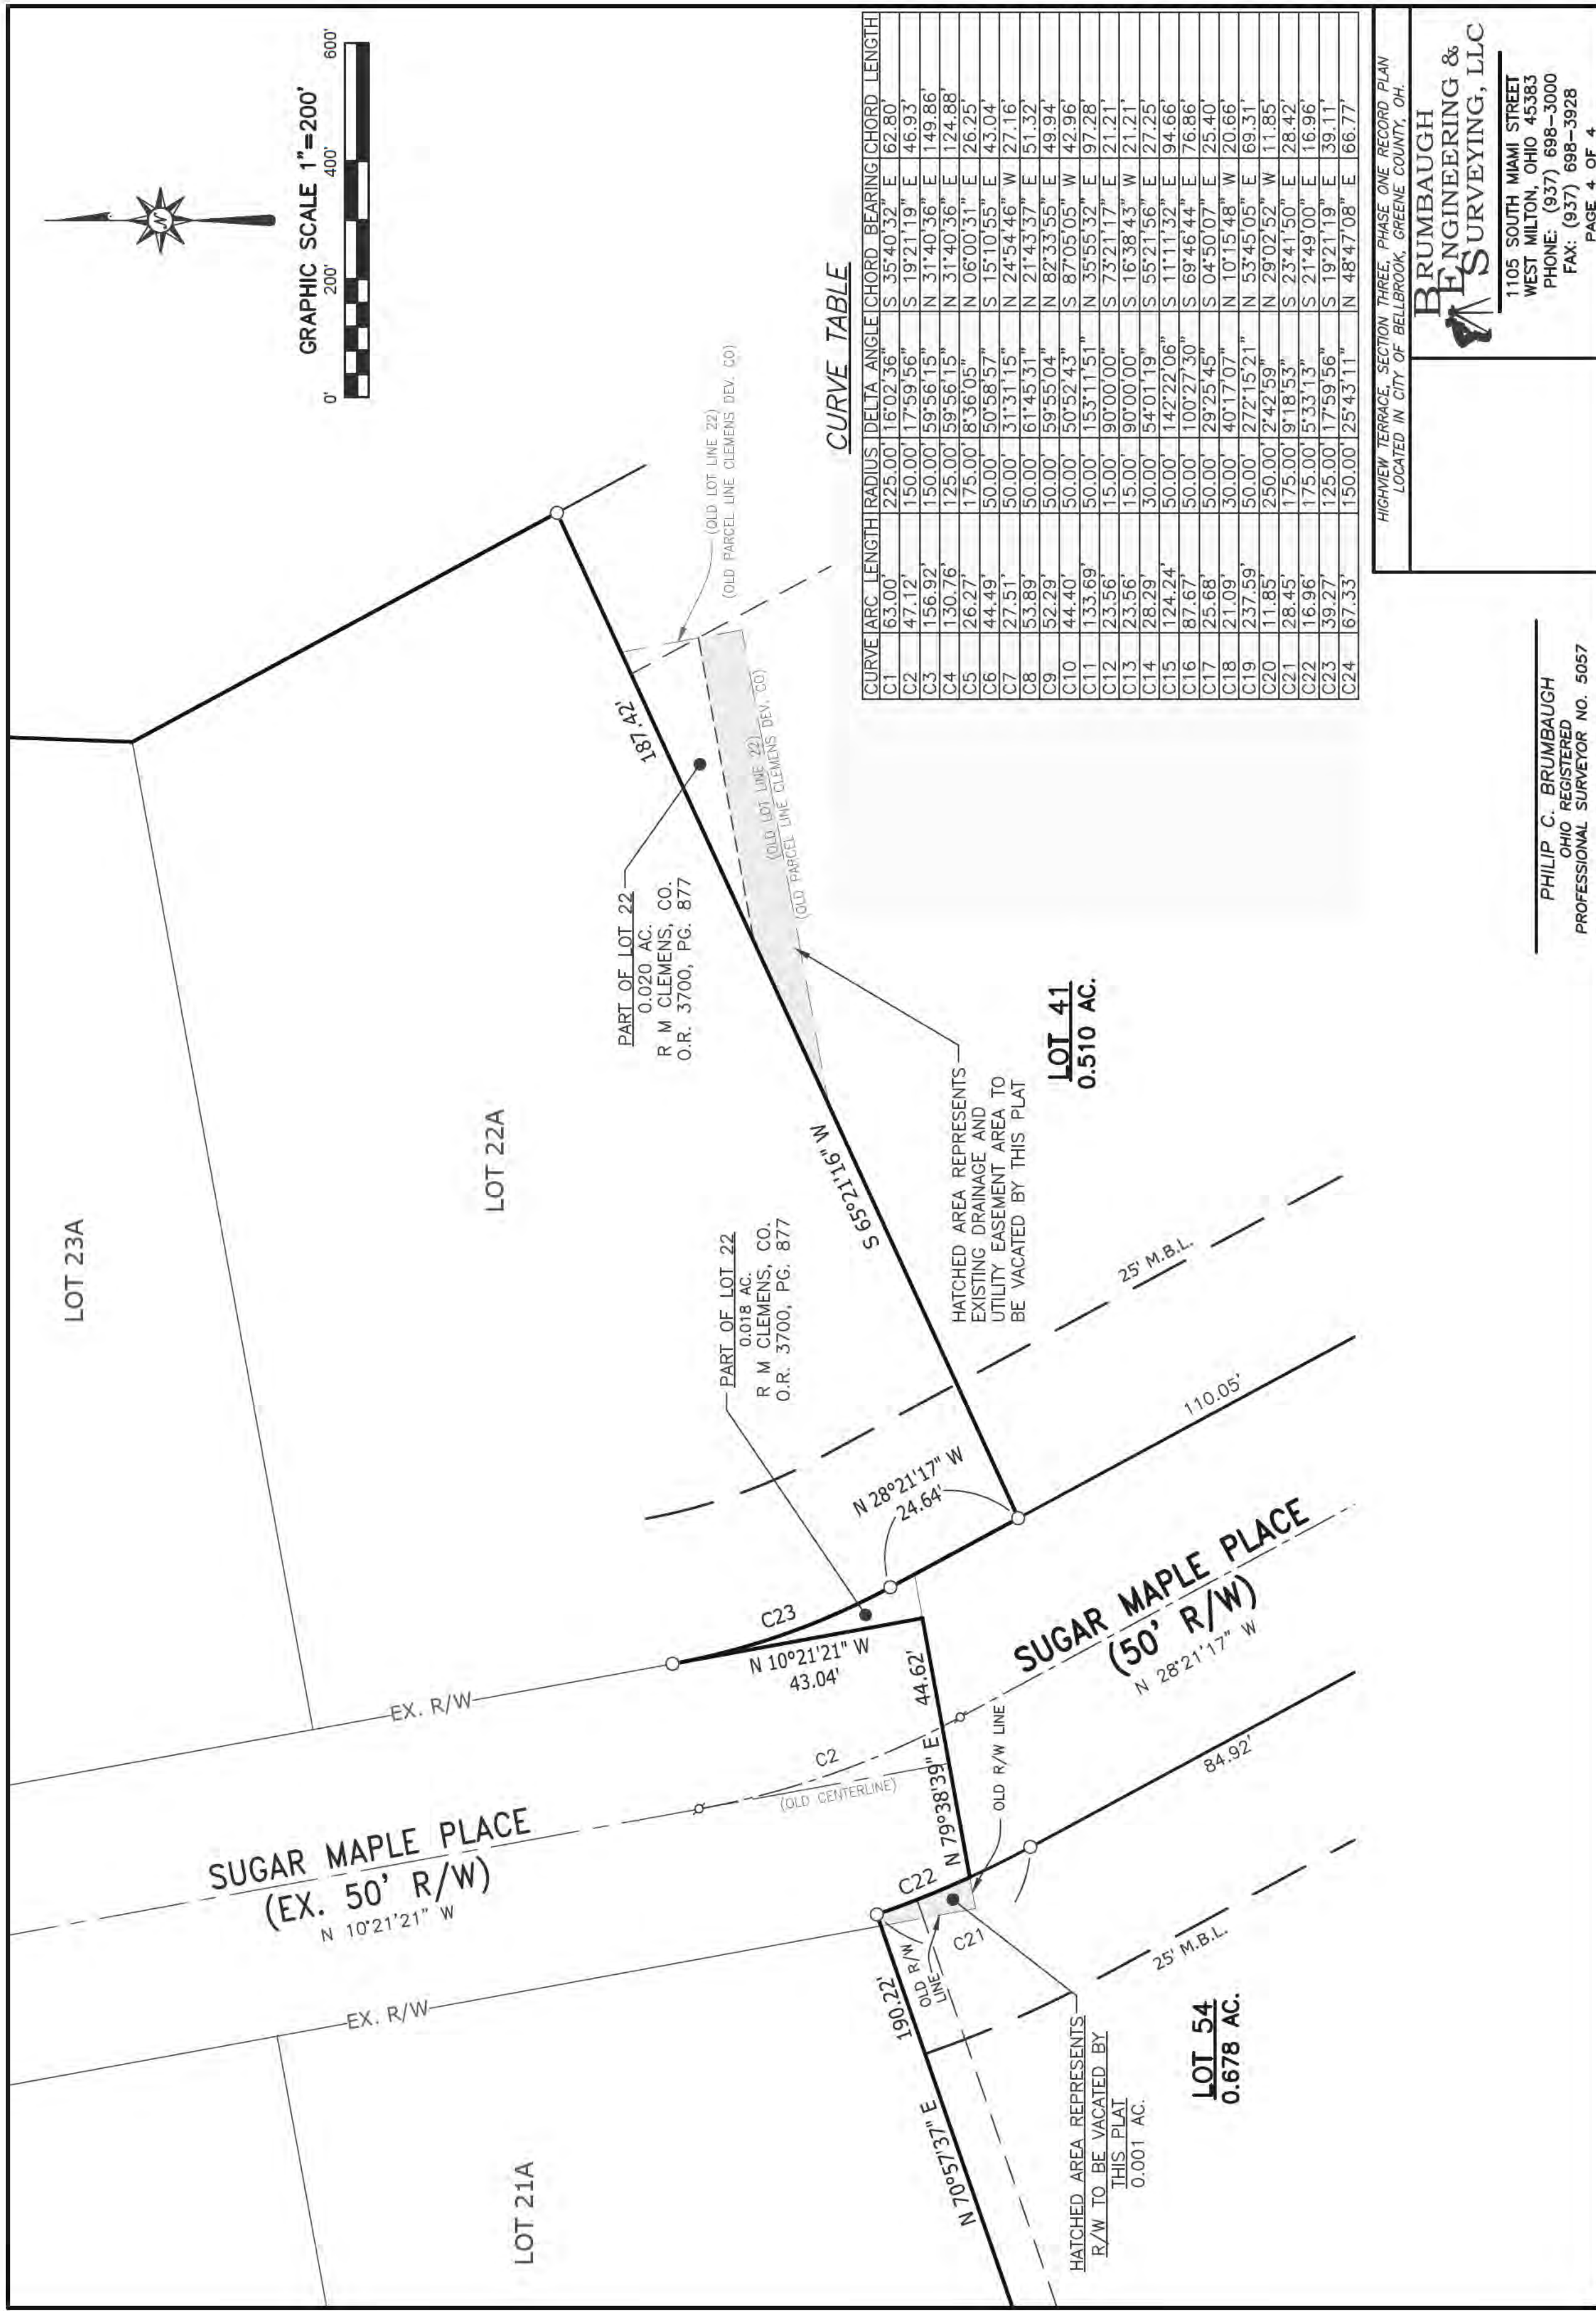 GRAPHIC SCALE 1"=200'
0' 200' 400' 600'
N
LOT 23A
LOT 22A
LOT 21A
SUGAR MAPLE PLACE
(EX. 50' R/W)
N 10°21'21" W
EX. R/W
EX. R/W
PART OF LOT 22
0.020 AC.
R M CLEMENS, CO.
O.R. 3700, PG. 877
187.42'
(OLD LOT LINE 22)
(OLD PARCEL LINE CLEMENS DEV. CO)
(OLD LOT LINE 22)
(OLD PARCEL LINE CLEMENS DEV. CO)
PART OF LOT 22
0.018 AC.
R M CLEMENS, CO.
O.R. 3700, PG. 877
S 65°21'16" W
HATCHED AREA REPRESENTS
EXISTING DRAINAGE AND
UTILITY EASEMENT AREA TO
BE VACATED BY THIS PLAT
LOT 41
0.510 AC.
25' M.B.L.
110.05'
N 28°21'17" W
24.64'
C23
N 10°21'21" W
43.04'
44.62'
N 79°38'39" E
C2
(OLD CENTERLINE)
OLD R/W LINE
SUGAR MAPLE PLACE
(50' R/W)
N 28°21'17" W
84.92'
C22
C21
OLD R/W
LINE
190.22'
N 70°57'37" E
25' M.B.L.
HATCHED AREA REPRESENTS
R/W TO BE VACATED BY
THIS PLAT
0.001 AC.
LOT 54
0.678 AC.
CURVE TABLE
CURVE ARC LENGTH RADIUS DELTA ANGLE CHORD BEARING CHORD LENGTH
C1 63.00' 225.00' 16°02'36" S 35°40'32" E 62.80'
C2 47.12' 150.00' 17°59'56" S 19°21'19" E 46.93'
C3 156.92' 150.00' 59°56'15" N 31°40'36" E 149.86'
C4 130.76' 125.00' 59°56'15" N 31°40'36" E 124.88'
C5 26.27' 175.00' 8°36'05" N 06°00'31" E 26.25'
C6 44.49' 50.00' 50°58'57" S 15°10'55" E 43.04'
C7 27.51' 50.00' 31°31'15" N 24°54'46" W 27.16'
C8 53.89' 50.00' 61°45'31" N 21°43'37" E 51.32'
C9 52.29' 50.00' 59°55'04" N 82°33'55" E 49.94'
C10 44.40' 50.00' 50°52'43" S 87°05'05" W 42.96'
C11 133.69' 50.00' 153°11'51" N 35°55'32" E 97.28'
C12 23.56' 15.00' 90°00'00" S 73°21'17" E 21.21'
C13 23.56' 15.00' 90°00'00" S 16°38'43" W 21.21'
C14 28.29' 30.00' 54°01'19" S 55°21'56" E 27.25'
C15 124.24' 50.00' 142°22'06" S 11°11'32" E 94.66'
C16 87.67' 50.00' 100°27'30" S 69°46'44" E 76.86'
C17 25.68' 50.00' 29°25'45" S 04°50'07" E 25.40'
C18 21.09' 30.00' 40°17'07" N 10°15'48" W 20.66'
C19 237.59' 50.00' 272°15'21" N 53°45'05" E 69.31'
C20 11.85' 250.00' 2°42'59" N 29°02'52" W 11.85'
C21 28.45' 175.00' 9°18'53" S 23°41'50" E 28.42'
C22 16.96' 175.00' 5°33'13" S 21°49'00" E 16.96'
C23 39.27' 125.00' 17°59'56" S 19°21'19" E 39.11'
C24 67.33' 150.00' 25°43'11" N 48°47'08" E 66.77'
HIGHVIEW TERRACE, SECTION THREE, PHASE ONE RECORD PLAN
LOCATED IN CITY OF BELLBROOK, GREENE COUNTY, OH.
BRUMBAUGH
ENGINEERING &
SURVEYING, LLC
1105 SOUTH MIAMI STREET
WEST MILTON, OHIO 45383
PHONE: (937) 698-3000
FAX: (937) 698-3928
PAGE 4 OF 4
PHILIP C. BRUMBAUGH
OHIO REGISTERED
PROFESSIONAL SURVEYOR NO. 5057